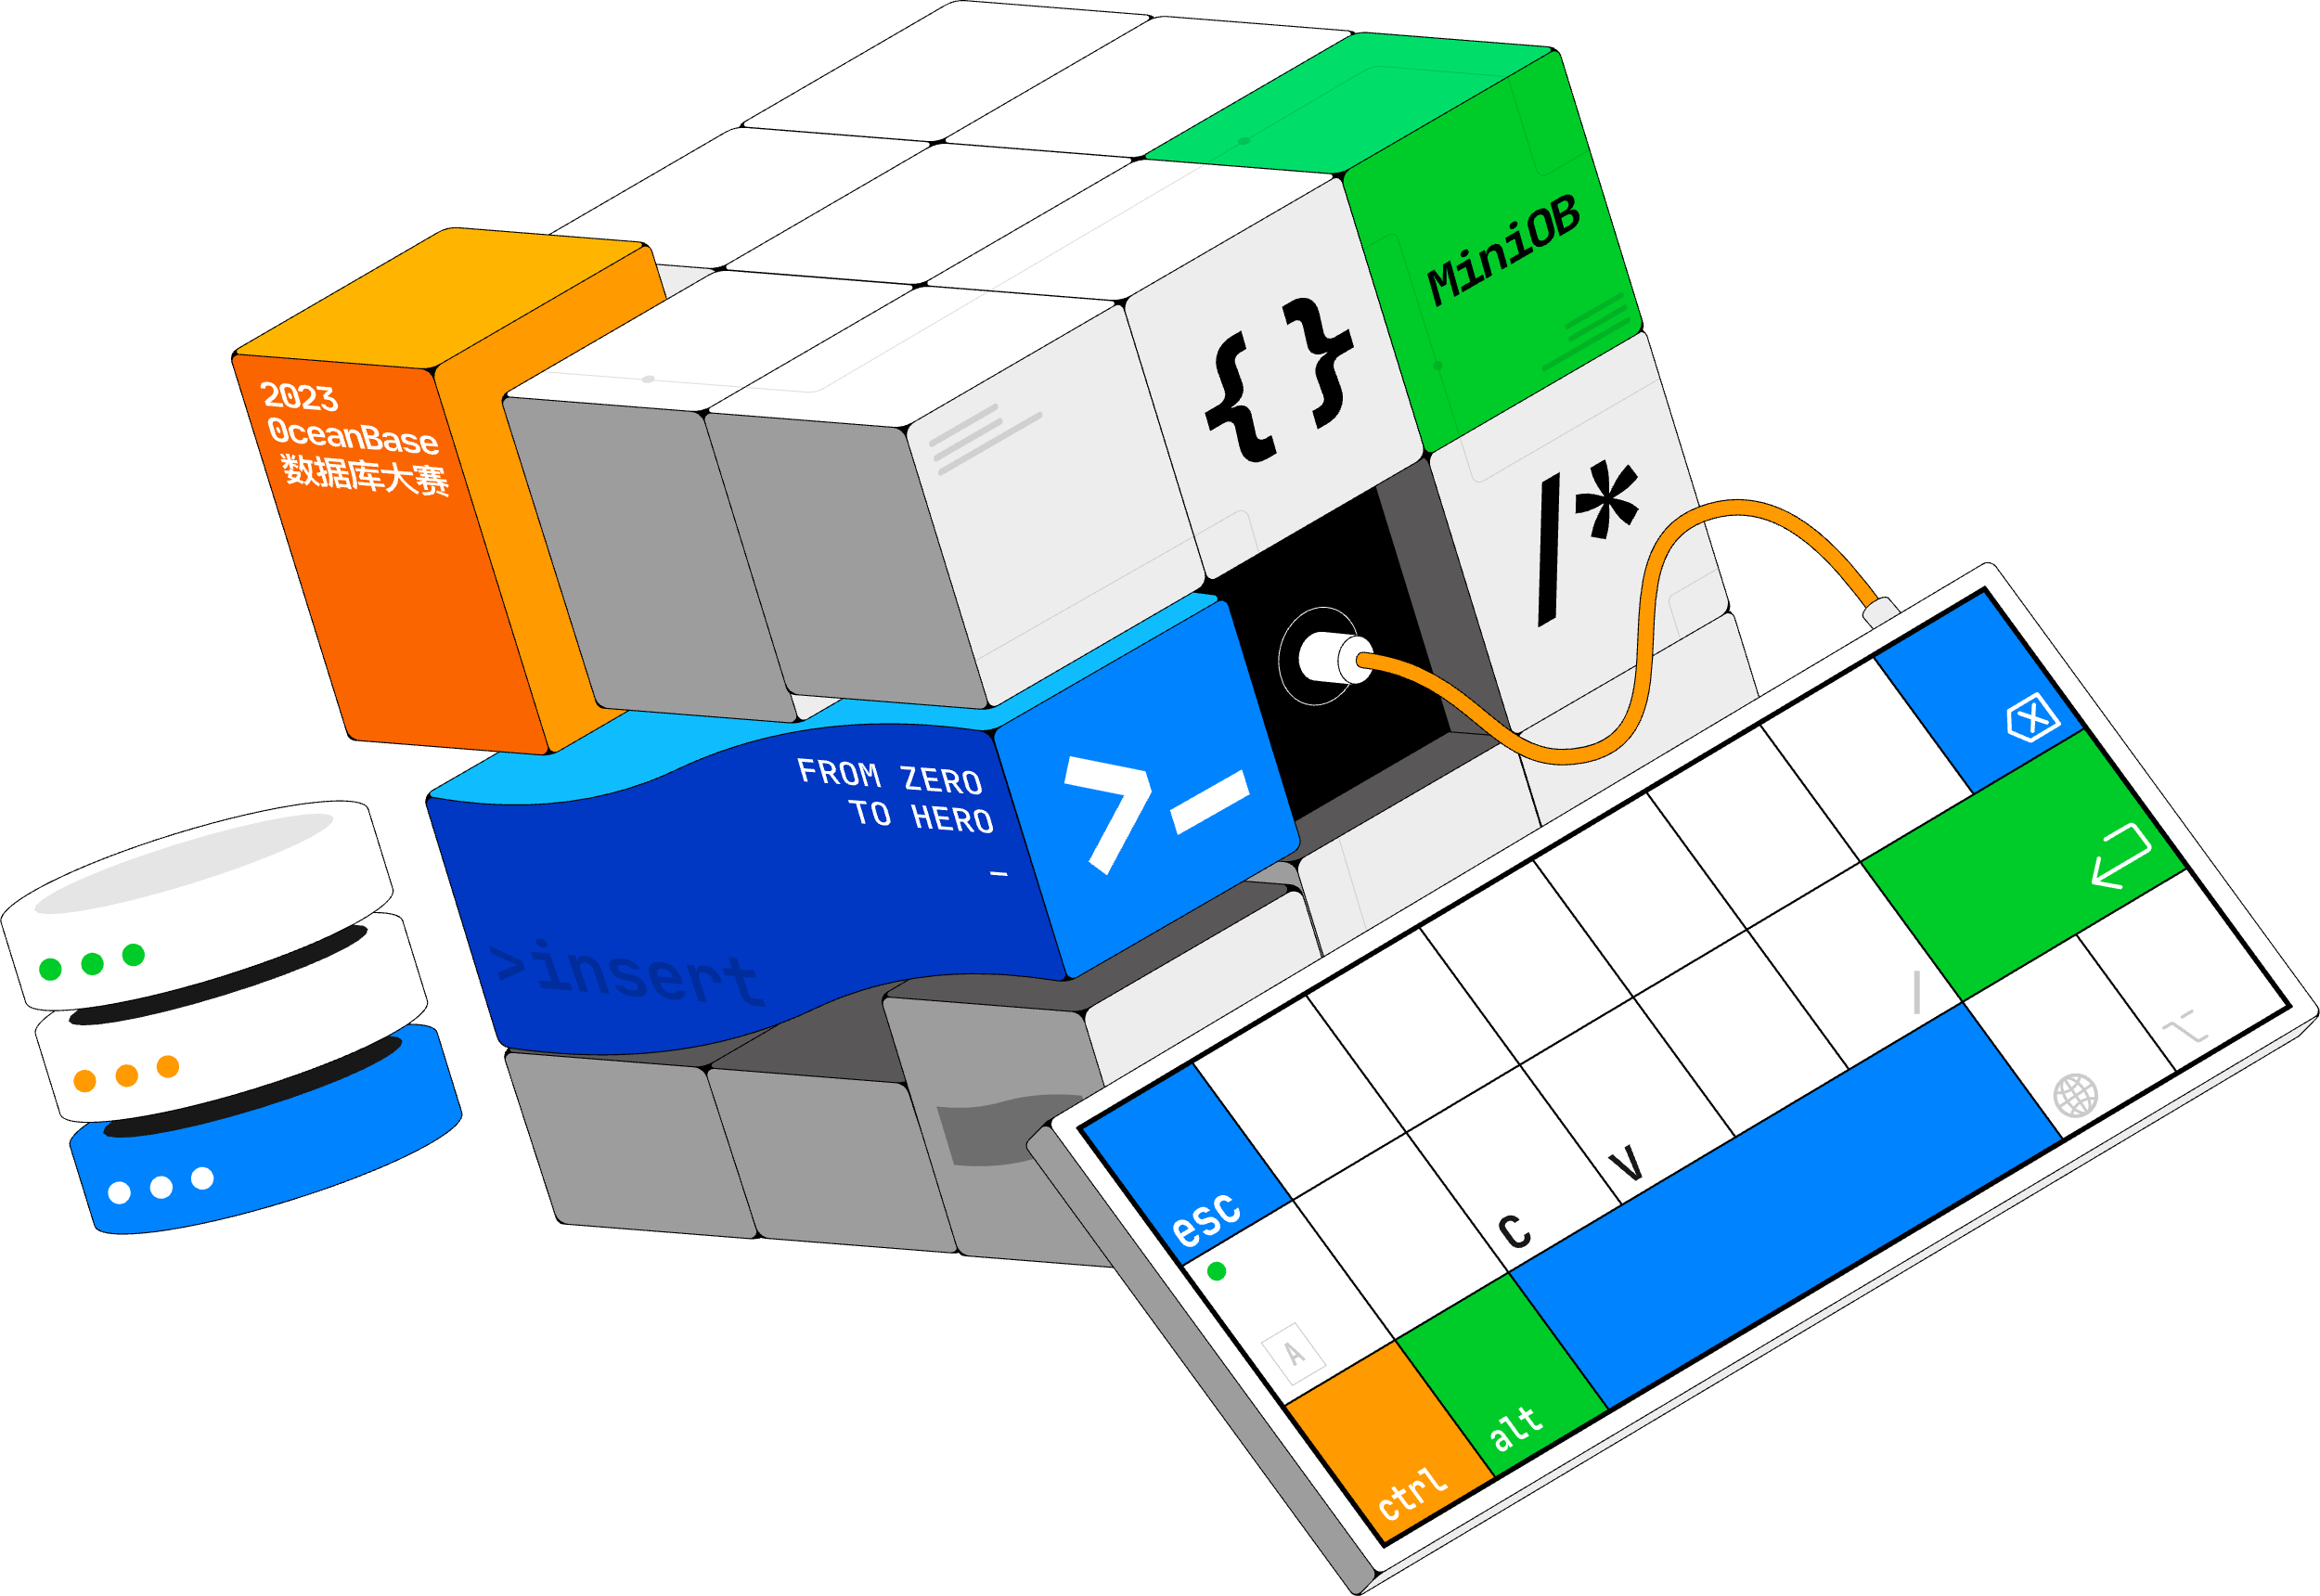 MiniOB
{ }
2023
OceanBase
数据库大赛
/*
FROM ZERO
TO HERO
_
>_
>insert
/
V
C
esc
A
alt
ctrl